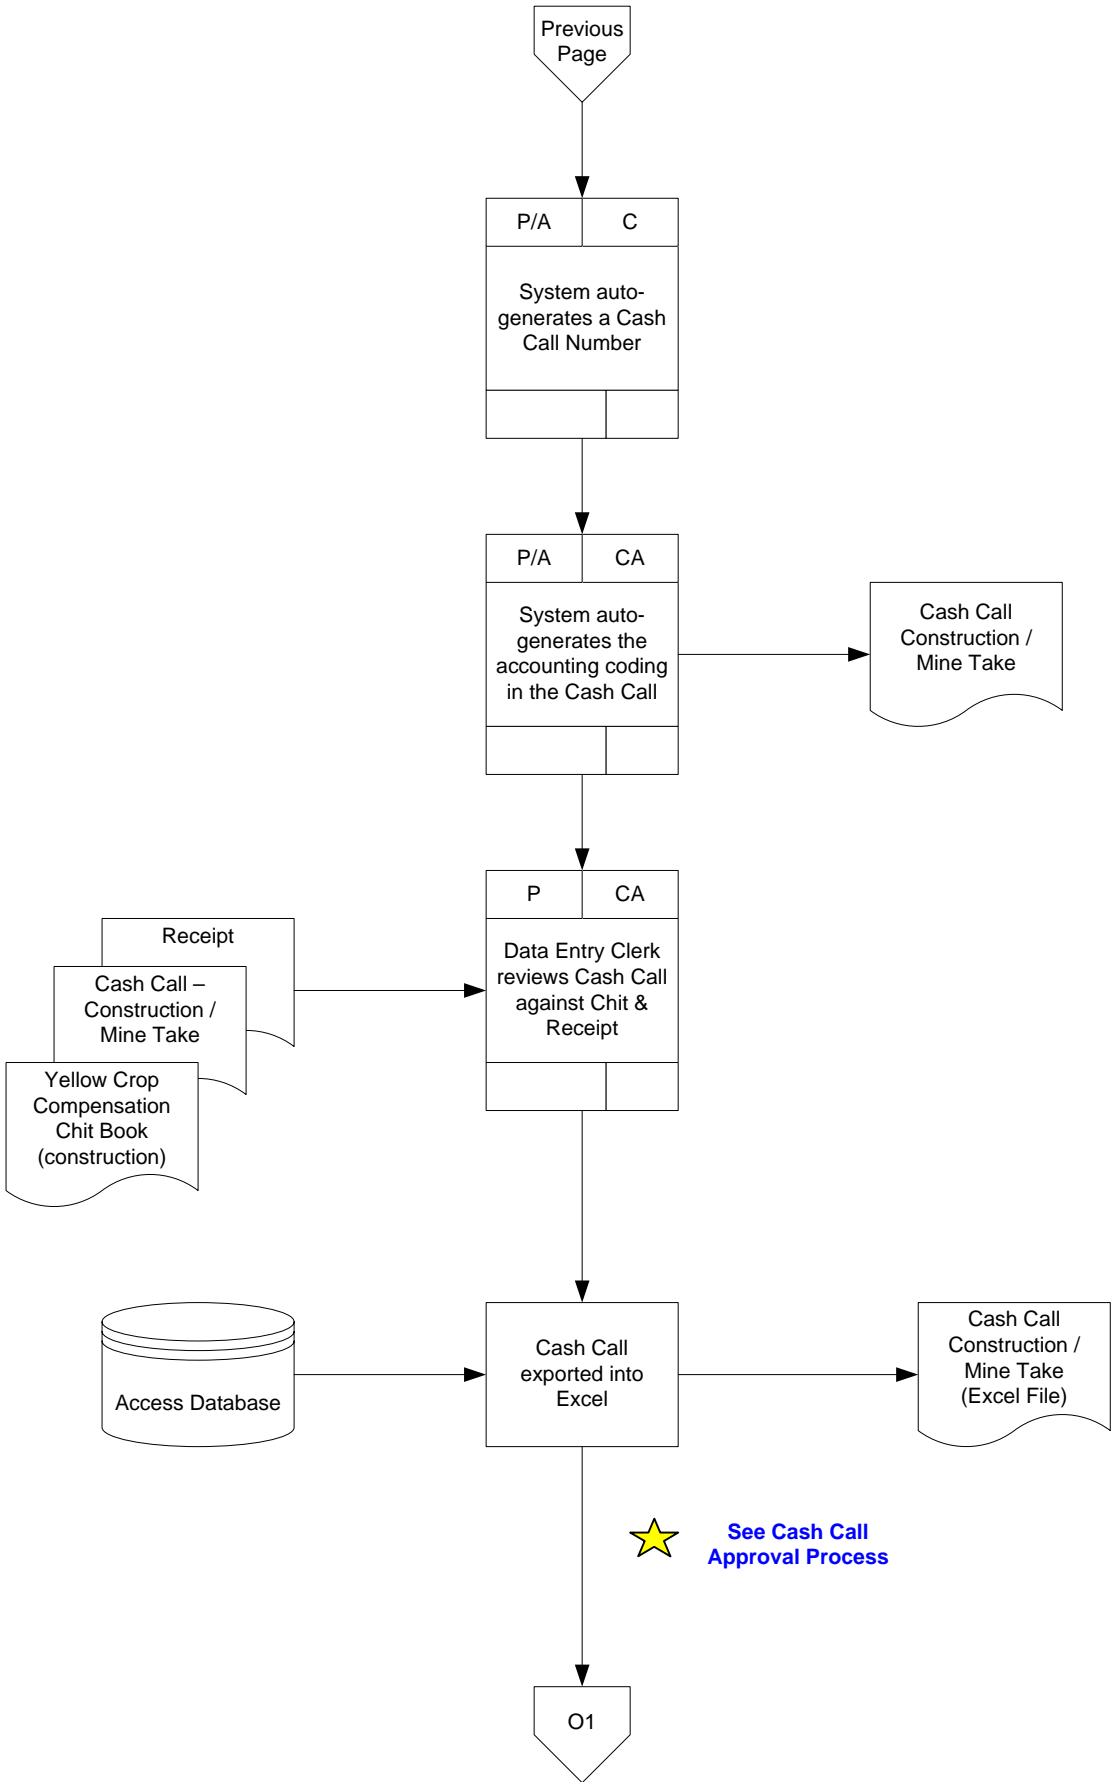 Previous
Page
P/A
C
System auto-
generates a Cash
Call Number
P/A
CA
System auto-
generates the
accounting coding
in the Cash Call
Cash Call
Construction /
Mine Take
P
CA
Data Entry Clerk
reviews Cash Call
against Chit &
Receipt
Receipt
Cash Call –
Construction /
Mine Take
Yellow Crop
Compensation
Chit Book
(construction)
Access Database
Cash Call
exported into
Excel
Cash Call
Construction /
Mine Take
(Excel File)
See Cash Call
Approval Process
O1